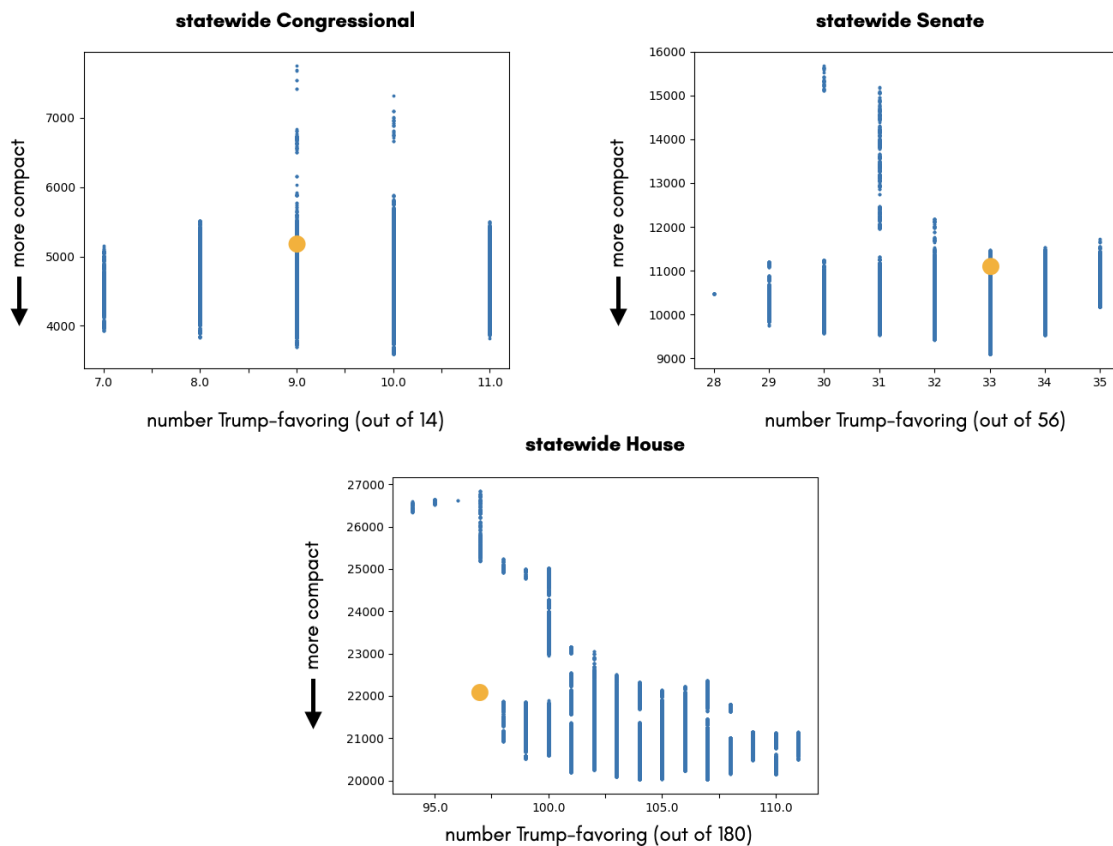 statewide Congressional
7000
6000
5000
4000
more compact
7.0 8.0 9.0 10.0 11.0
number Trump-favoring (out of 14)
statewide Senate
16000
15000
14000
13000
12000
11000
10000
9000
more compact
28 29 30 31 32 33 34 35
number Trump-favoring (out of 56)
statewide House
27000
26000
25000
24000
23000
22000
21000
20000
more compact
95.0 100.0 105.0 110.0
number Trump-favoring (out of 180)